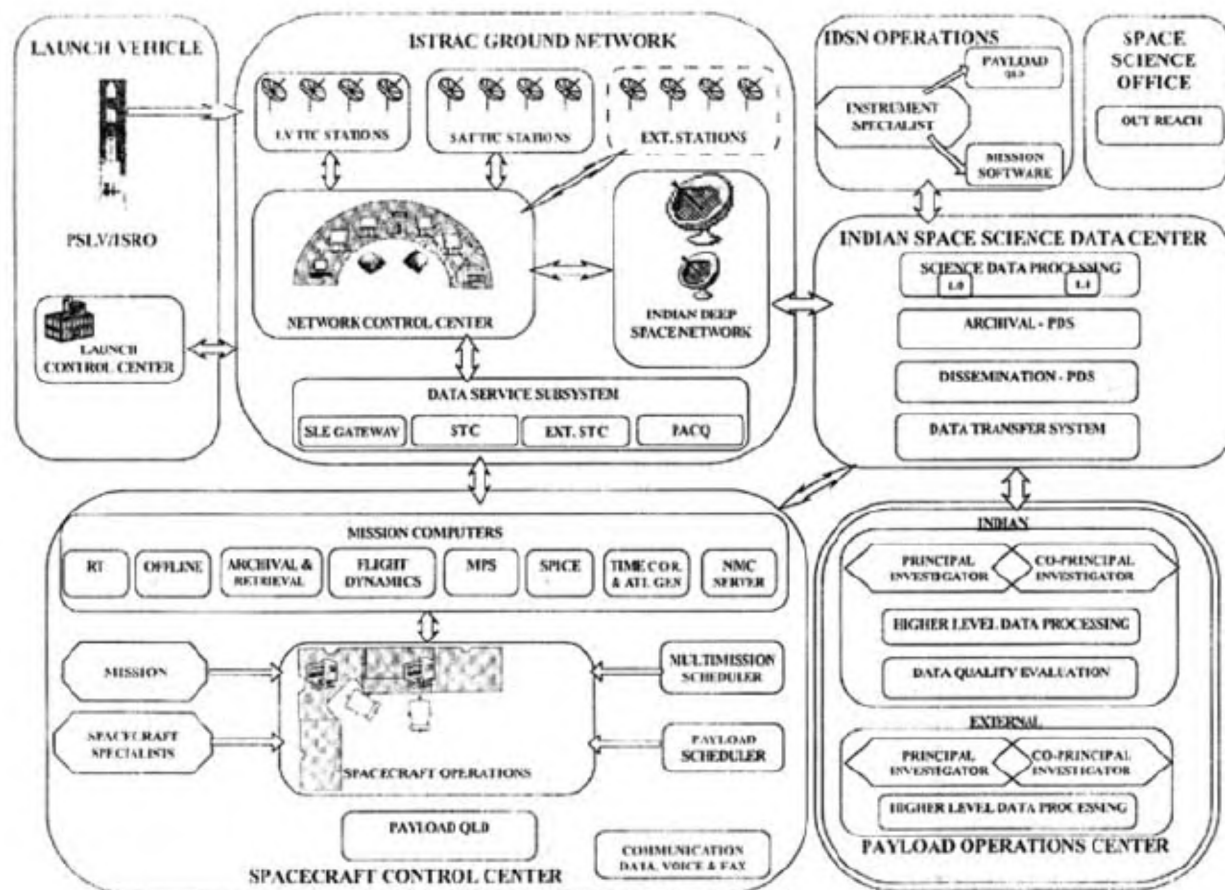 LAUNCH VEHICLE
PSLV/ISRO
LAUNCH
CONTROL CENTER
ISTRAC GROUND NETWORK
LV TTC STATIONS
SAT TTC STATIONS
EXT. STATIONS
NETWORK CONTROL CENTER
INDIAN DEEP
SPACE NETWORK
DATA SERVICE SUBSYSTEM
SLE GATEWAY
STC
EXT. STC
PACQ
IDSN OPERATIONS
PAYLOAD
QLD
INSTRUMENT
SPECIALIST
MISSION
SOFTWARE
SPACE
SCIENCE
OFFICE
OUT REACH
INDIAN SPACE SCIENCE DATA CENTER
SCIENCE DATA PROCESSING
L0
L1
ARCHIVAL - PDS
DISSEMINATION - PDS
DATA TRANSFER SYSTEM
MISSION COMPUTERS
RT
OFFLINE
ARCHIVAL &
RETRIEVAL
FLIGHT
DYNAMICS
MPS
SPICE
TIME COR.
& ATT. GEN
NMC
SERVER
MISSION
SPACECRAFT
SPECIALISTS
SPACECRAFT OPERATIONS
MULTIMISSION
SCHEDULER
PAYLOAD
SCHEDULER
PAYLOAD QLD
COMMUNICATION
DATA, VOICE & FAX
SPACECRAFT CONTROL CENTER
INDIAN
PRINCIPAL
INVESTIGATOR
CO-PRINCIPAL
INVESTIGATOR
HIGHER LEVEL DATA PROCESSING
DATA QUALITY EVALUATION
EXTERNAL
PRINCIPAL
INVESTIGATOR
CO-PRINCIPAL
INVESTIGATOR
HIGHER LEVEL DATA PROCESSING
PAYLOAD OPERATIONS CENTER